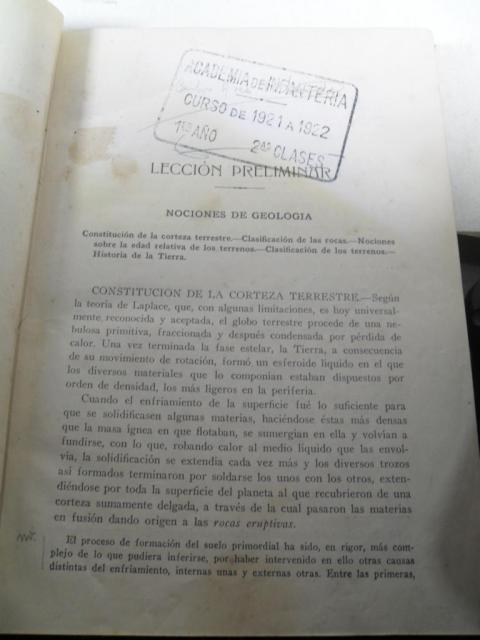 ACADEMIA DE INFANTERIA
CURSO DE 1921 A 1922
1er AÑO 2as CLASES
LECCIÓN PRELIMINAR
NOCIONES DE GEOLOGIA
Constitución de la corteza terrestre.—Clasificación de las rocas.—Nociones
sobre la edad relativa de los terrenos.—Clasificación de los terrenos.—
Historia de la Tierra.
CONSTITUCION DE LA CORTEZA TERRESTRE.—Según
la teoría de Laplace, que, con algunas limitaciones, es hoy universal-
mente reconocida y aceptada, el globo terrestre procede de una ne-
bulosa primitiva, fraccionada y después condensada por pérdida de
calor. Una vez terminada la fase estelar, la Tierra, a consecuencia
de su movimiento de rotación, formó un esferoide líquido en el que
los diversos materiales que lo componían estaban dispuestos por
orden de densidad, los más ligeros en la periferia.
Cuando el enfriamiento de la superficie fué lo suficiente para
que se solidificasen algunas materias, haciéndose éstas más densas
que la masa ígnea en que flotaban, se sumergían en ella y volvían a
fundirse, con lo que, robando calor al medio líquido que las envol-
vía, la solidificación se extendía cada vez más y los diversos trozos
así formados terminaron por soldarse los unos con los otros, exten-
diéndose por toda la superficie del planeta al que recubrieron de una
corteza sumamente delgada, a través de la cuál pasaron las materias
en fusión dando origen a las rocas eruptivas.
El proceso de formación del suelo primordial ha sido, en rigor, más com-
plejo de lo que pudiera inferirse, por haber intervenido en ello otras causas
distintas del enfriamiento, internas unas y externas otras. Entre las primeras,